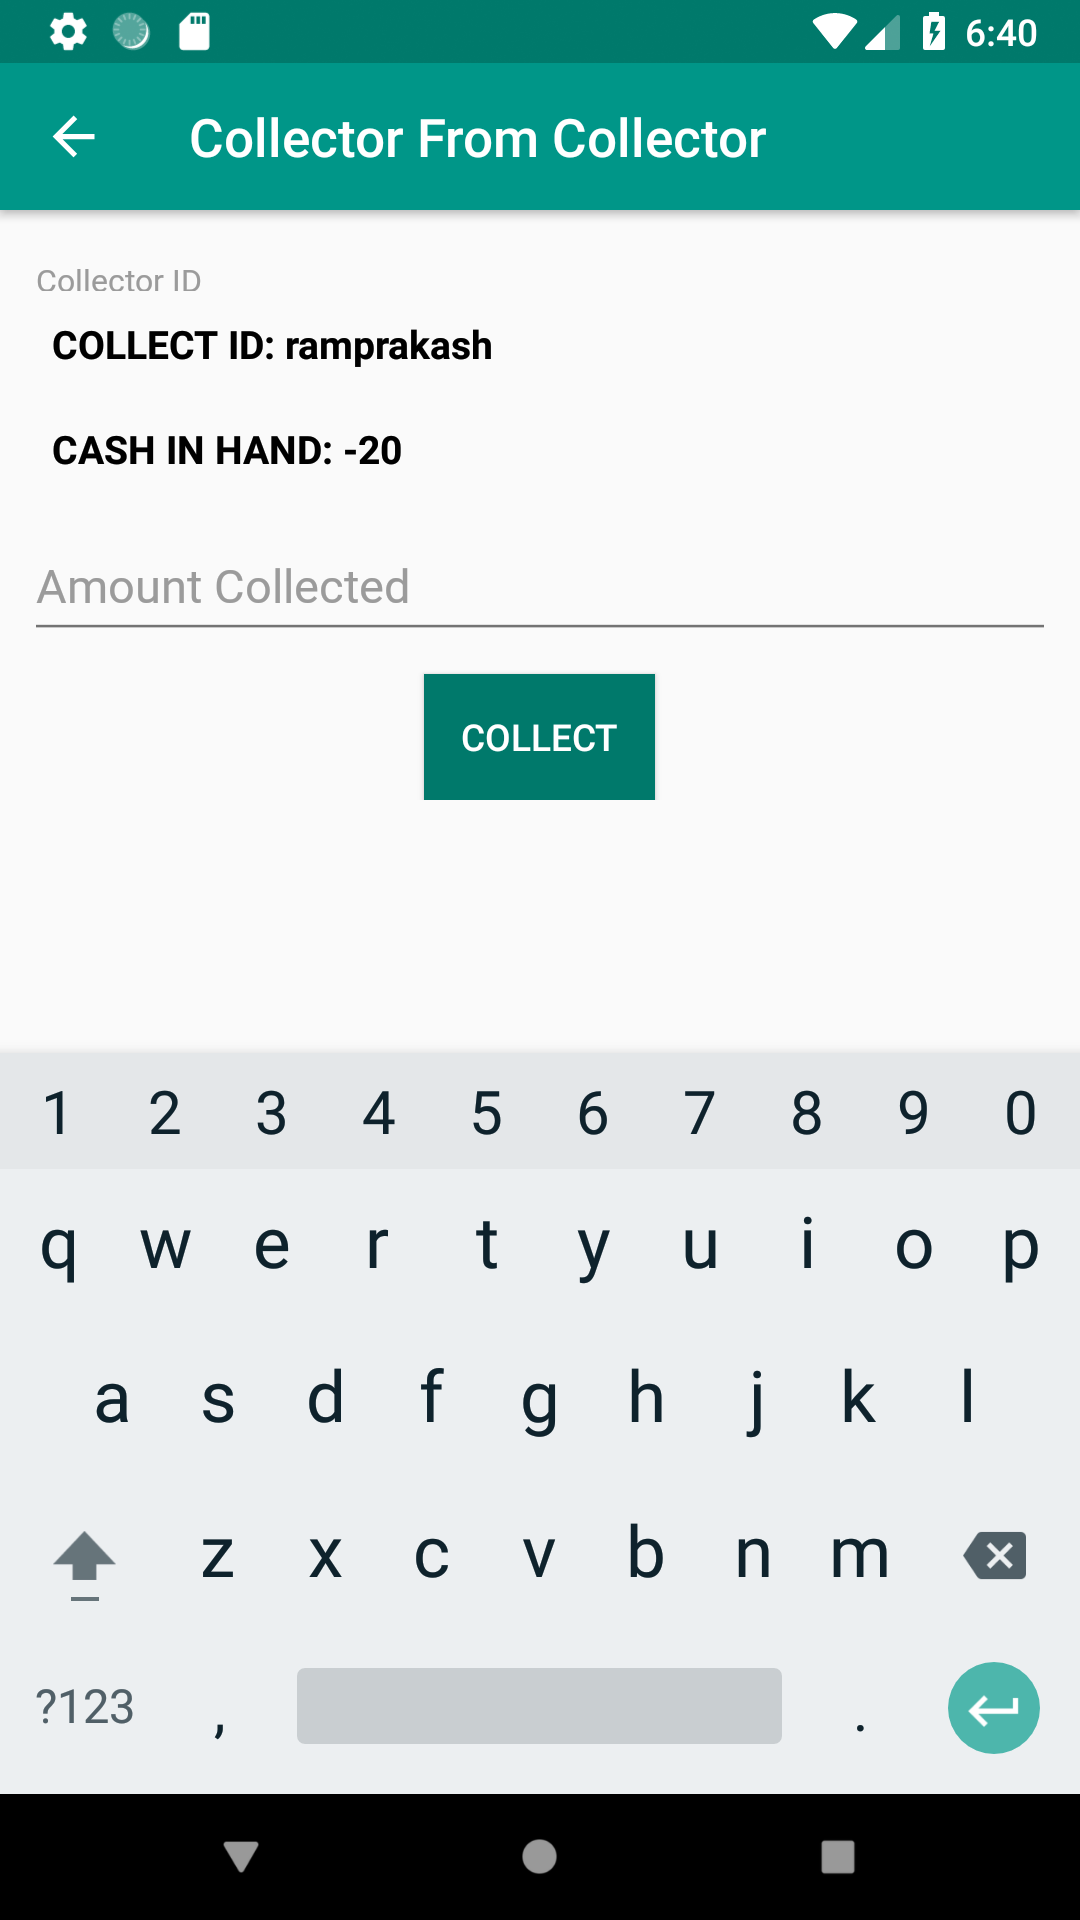 6:40
Collector From Collector
Collector ID
COLLECT ID: ramprakash
CASH IN HAND: -20
Amount Collected
COLLECT
1 2 3 4 5 6 7 8 9 0
q w e r t y u i o p
a s d f g h j k l
z x c v b n m
?123 , .